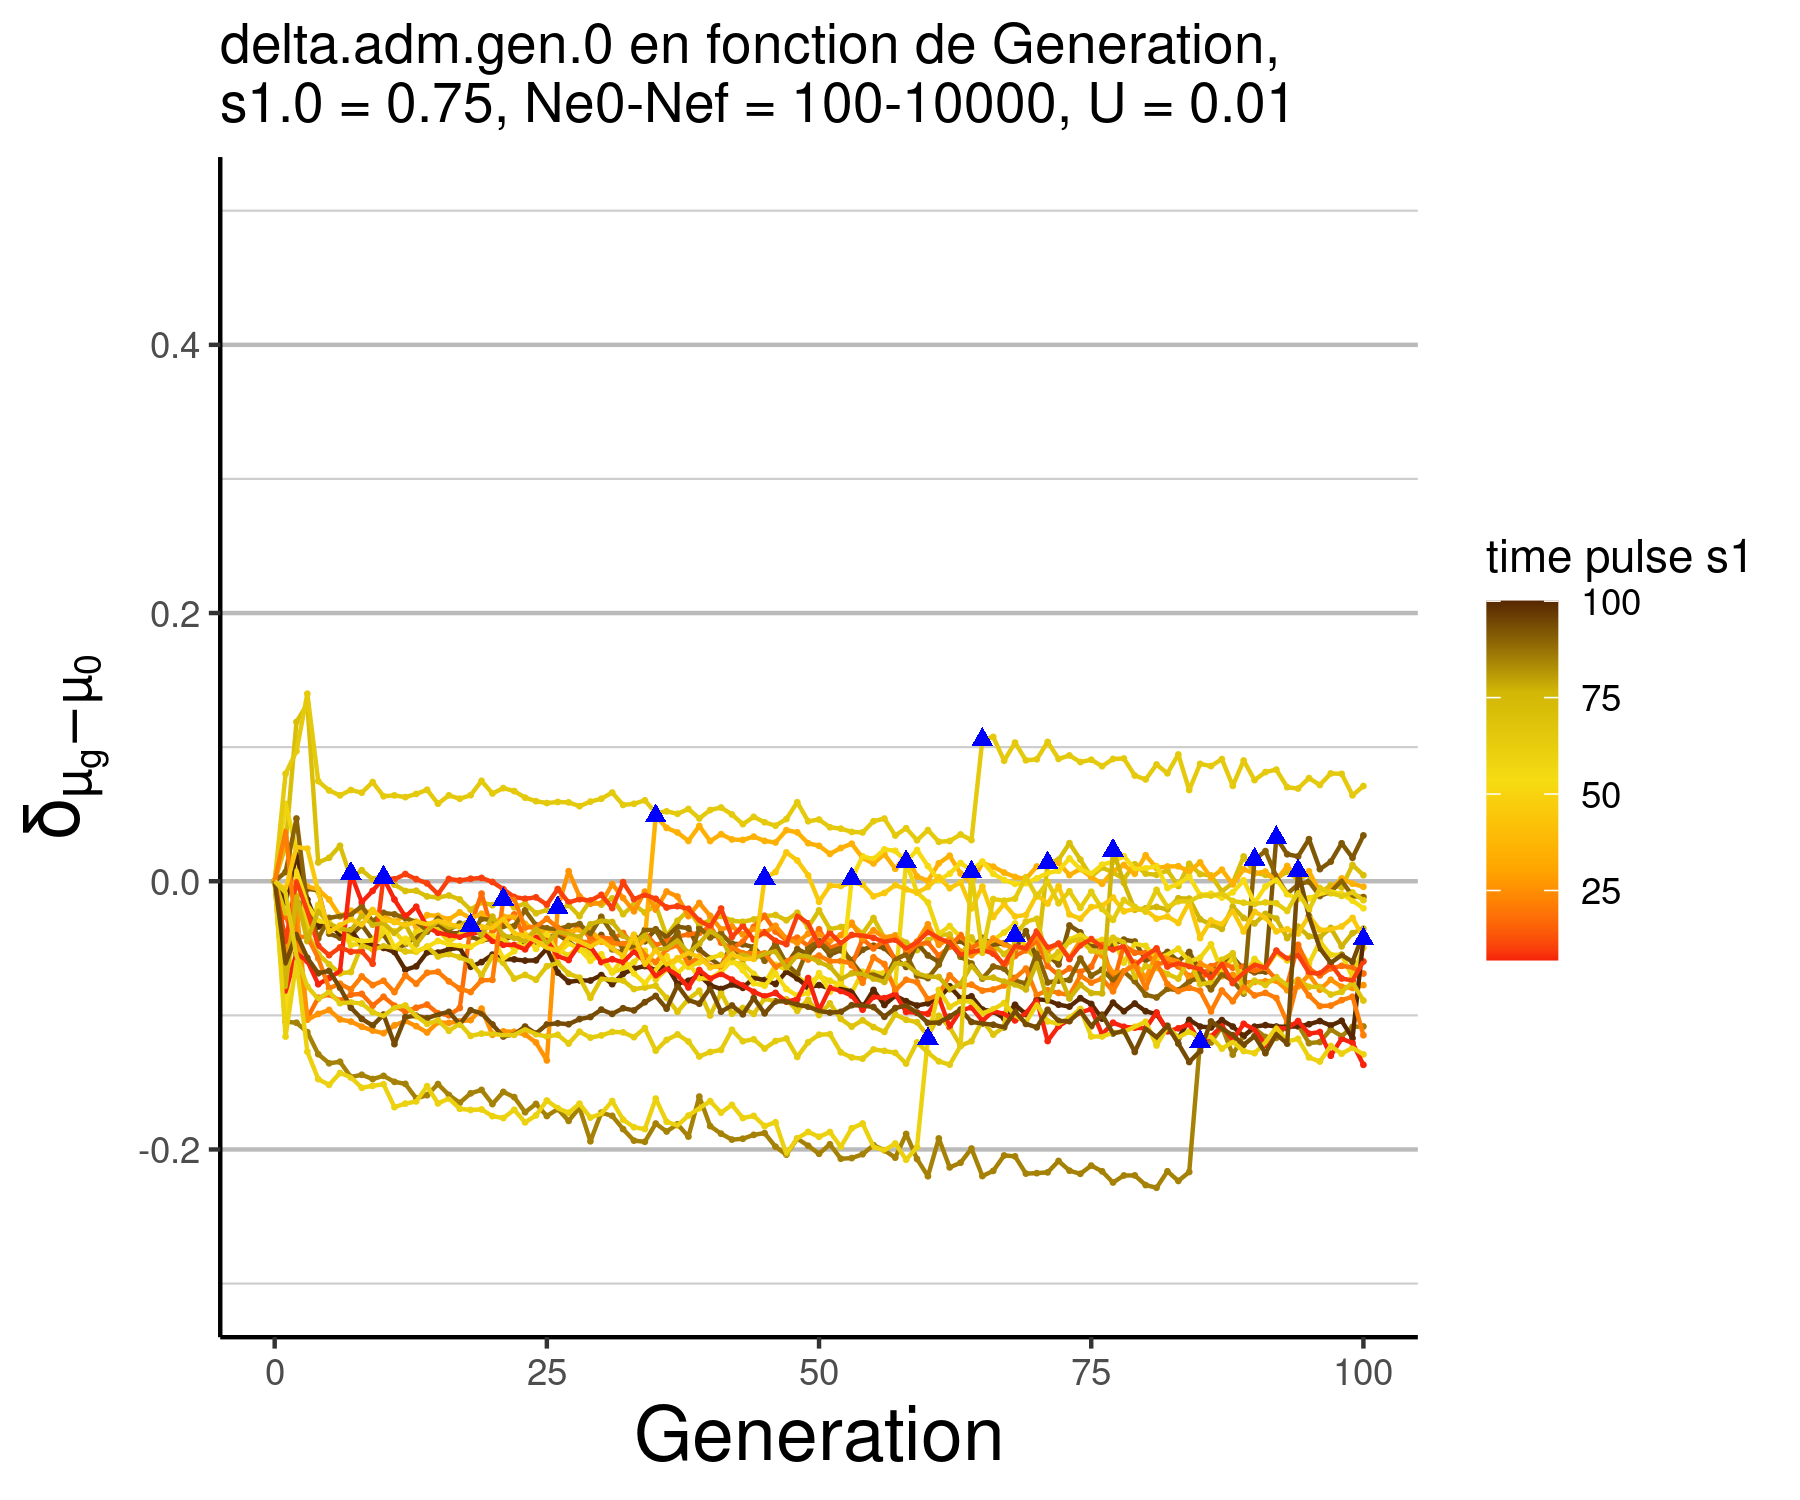 delta.adm.gen.0 en fonction de Generation,
s1.0 = 0.75, Ne0-Nef = 100-10000, U = 0.01
δμg−μ0
0.4
0.2
0.0
-0.2
0
25
50
75
100
Generation
time pulse s1
100
75
50
25